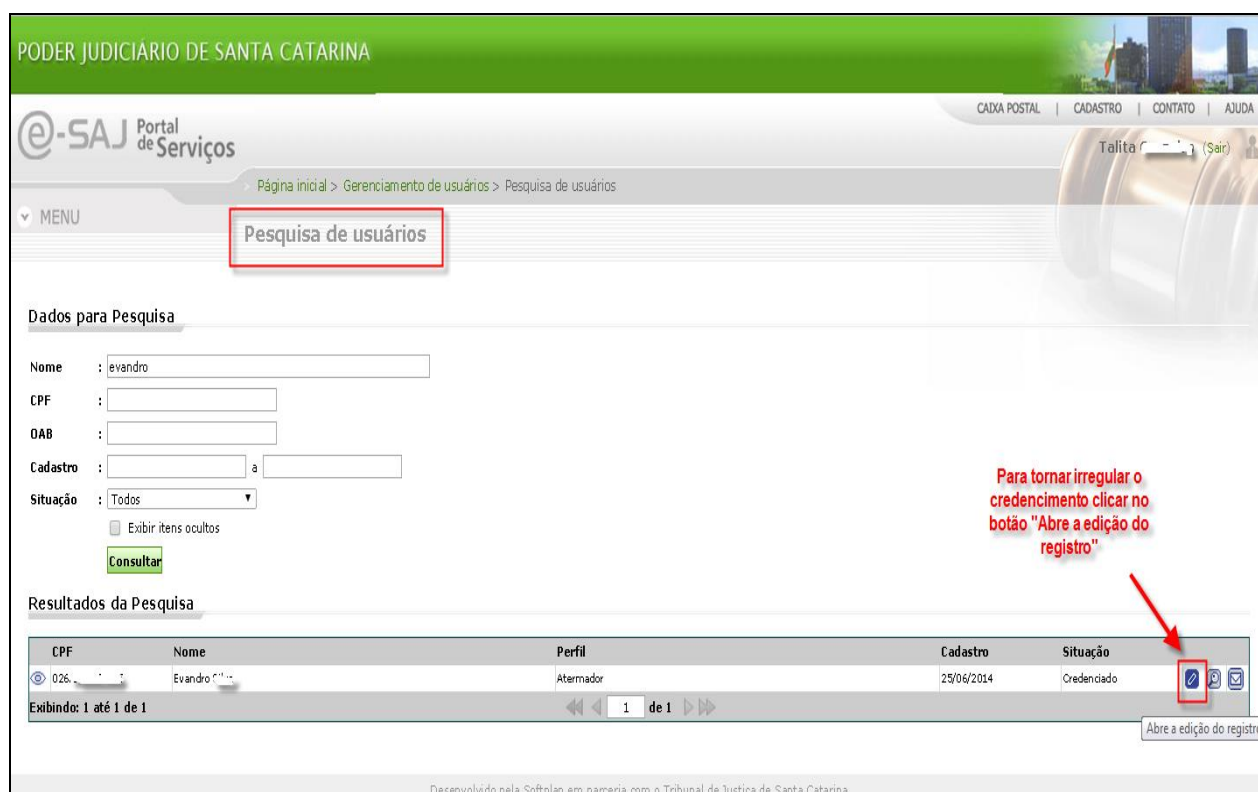 PODER JUDICIÁRIO DE SANTA CATARINA
CAIXA POSTAL | CADASTRO | CONTATO | AJUDA
e-SAJ Portal de Serviços
Talita (Sair)
Página inicial > Gerenciamento de usuários > Pesquisa de usuários
MENU
Pesquisa de usuários
Dados para Pesquisa
Nome : evandro
CPF :
OAB :
Cadastro : a
Situação : Todos
Exibir itens ocultos
Consultar
Para tornar irregular o
credencimento clicar no
botão "Abre a edição do
registro"
Resultados da Pesquisa
CPF Nome Perfil Cadastro Situação
026. Evandro Atermador 25/06/2014 Credenciado
Exibindo: 1 até 1 de 1 1 de 1
Abre a edição do registro
Desenvolvido pela Softplan em parceria com o Tribunal de Justiça de Santa Catarina